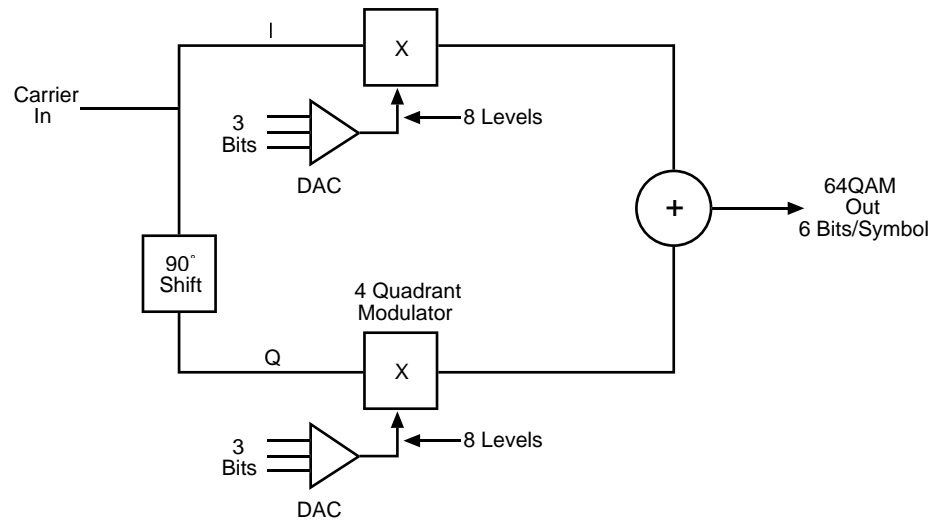 I
X
Carrier
In
3
Bits
8 Levels
DAC
+
64QAM
Out
6 Bits/Symbol
90°
Shift
4 Quadrant
Modulator
Q
X
3
Bits
8 Levels
DAC